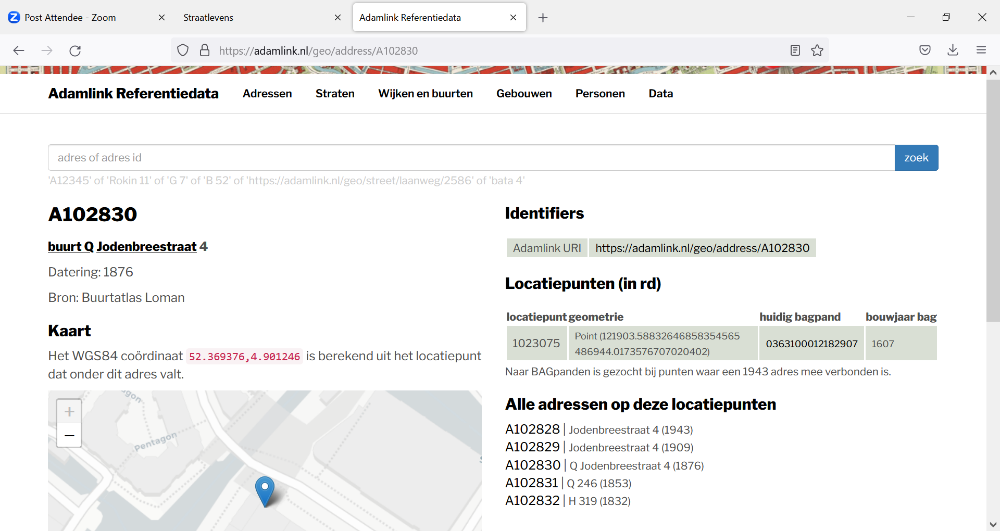 Post Attendee - Zoom
Straatlevens
Adamlink Referentiedata
https://adamlink.nl/geo/address/A102830
Adamlink Referentiedata
Adressen
Straten
Wijken en buurten
Gebouwen
Personen
Data
adres of adres id
zoek
'A12345' of 'Rokin 11' of 'G 7' of 'B 52' of 'https://adamlink.nl/geo/street/laanweg/2586' of 'bata 4'
A102830
buurt Q Jodenbreestraat 4
Datering: 1876
Bron: Buurtatlas Loman
Kaart
Het WGS84 coördinaat 52.369376,4.901246 is berekend uit het locatiepunt
dat onder dit adres valt.
agon
Pentagon
Identifiers
Adamlink URI https://adamlink.nl/geo/address/A102830
Locatiepunten (in rd)
locatiepunt geometrie huidig bagpand bouwjaar bag
1023075 Point (121903.58832646858354565 0363100012182907 1607
486944.0173576707020402)
Naar BAGpanden is gezocht bij punten waar een 1943 adres mee verbonden is.
Alle adressen op deze locatiepunten
A102828 | Jodenbreestraat 4 (1943)
A102829 | Jodenbreestraat 4 (1909)
A102830 | Q Jodenbreestraat 4 (1876)
A102831 | Q 246 (1853)
A102832 | H 319 (1832)